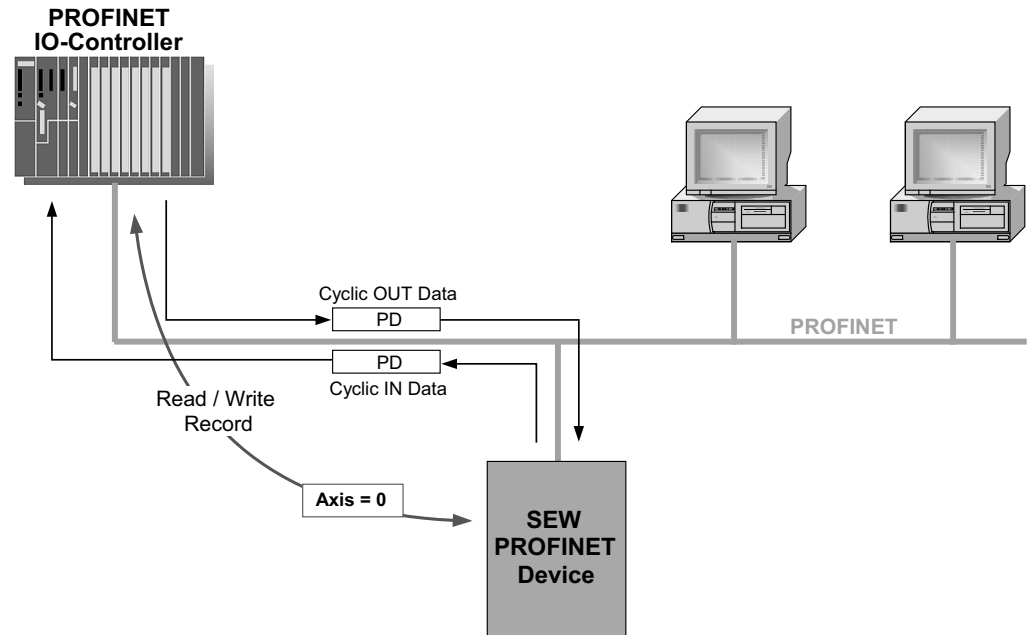 PROFINET
IO-Controller
Cyclic OUT Data
PD
PROFINET
PD
Cyclic IN Data
Read / Write
Record
Axis = 0
SEW
PROFINET
Device